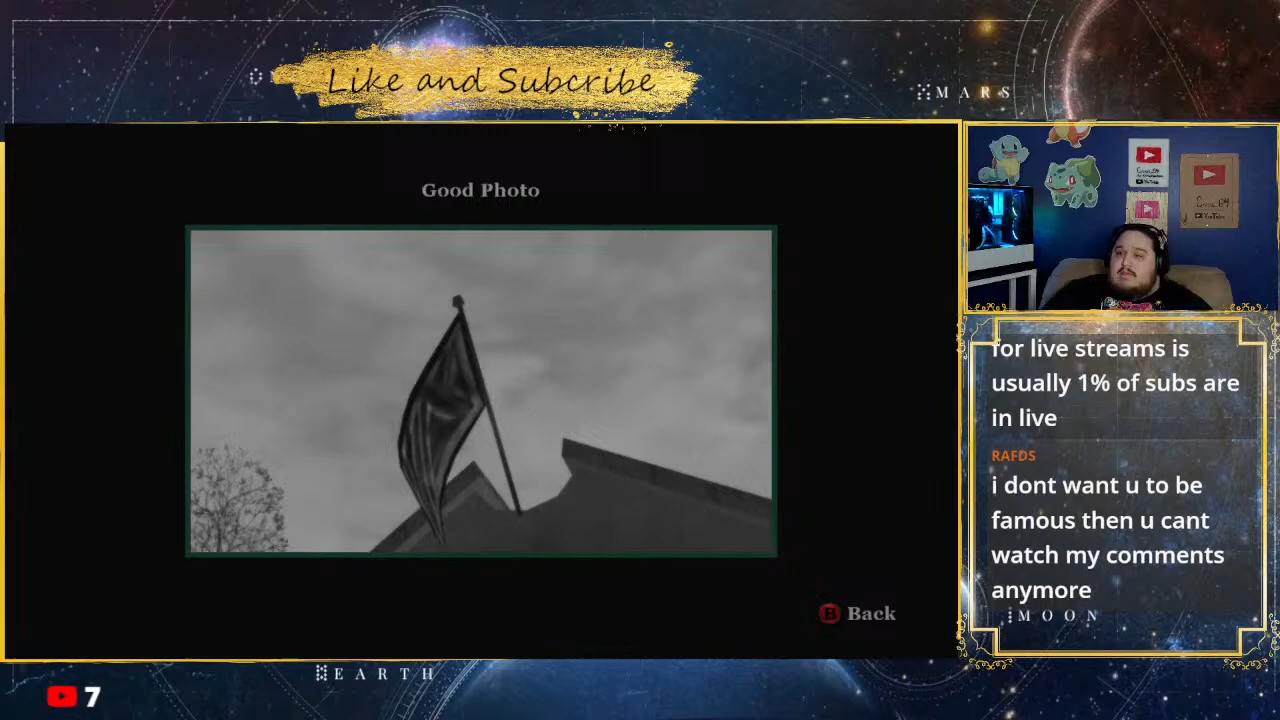 Like and Subcribe
MARS
Good Photo
B Back
for live streams is
usually 1% of subs are
in live
RAFDS
i dont want u to be
famous then u cant
watch my comments
anymore
MOON
EARTH
7